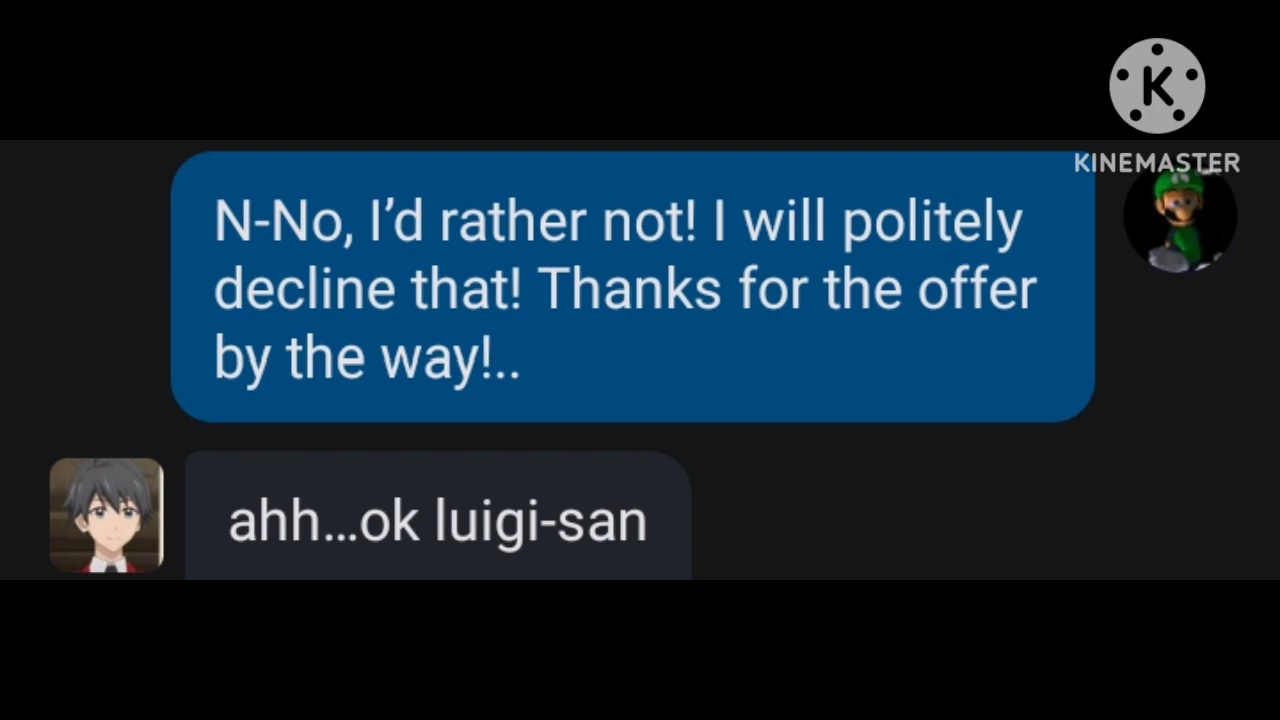 K
KINEMASTER
N-No, I’d rather not! I will politely
decline that! Thanks for the offer
by the way!..
ahh...ok luigi-san